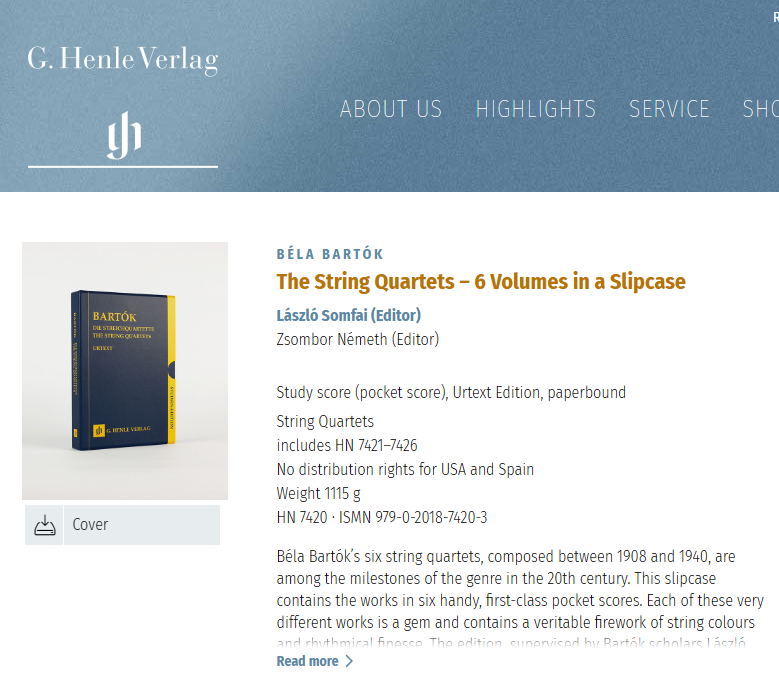 G. Henle Verlag
ABOUT US HIGHLIGHTS SERVICE SHO
BARTÓK
DIE STREICHQUARTETTE
THE STRING QUARTETS
URTEXT
G. HENLE VERLAG
Cover
BÉLA BARTÓK
The String Quartets – 6 Volumes in a Slipcase
László Somfai (Editor)
Zsombor Németh (Editor)
Study score (pocket score), Urtext Edition, paperbound
String Quartets
includes HN 7421–7426
No distribution rights for USA and Spain
Weight 1115 g
HN 7420 · ISMN 979-0-2018-7420-3
Béla Bartók’s six string quartets, composed between 1908 and 1940, are
among the milestones of the genre in the 20th century. This slipcase
contains the works in six handy, first-class pocket scores. Each of these very
different works is a gem and contains a veritable firework of string colours
and rhythmical finesse. The edition, supervised by Bartók scholars László
Read more